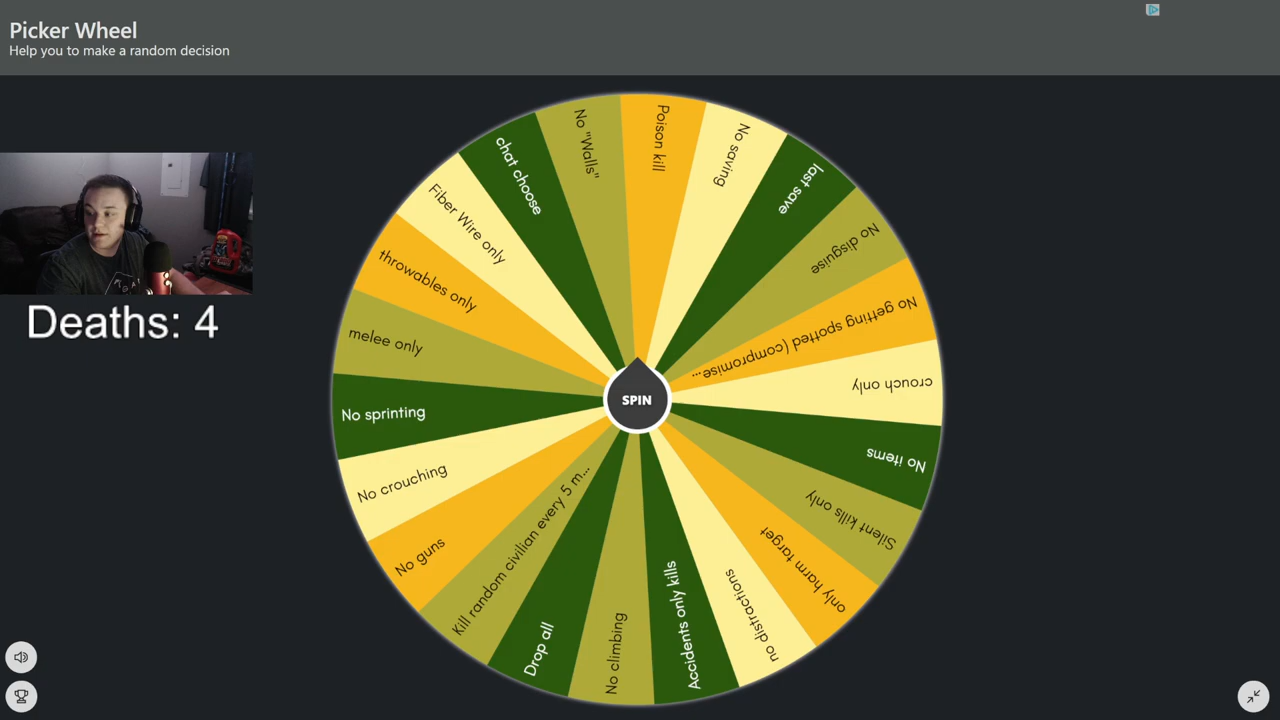 Picker Wheel
Help you to make a random decision
Deaths: 4
Poison kill
No saving
last save
No disguise
No getting spotted (compromise...
crouch only
No items
Silent kills only
only harm target
no distractions
Accidents only kills
No climbing
Drop all
Kill random civilian every 5 m...
No guns
No crouching
No sprinting
melee only
throwables only
Fiber Wire only
chat choose
No "Walls"
SPIN